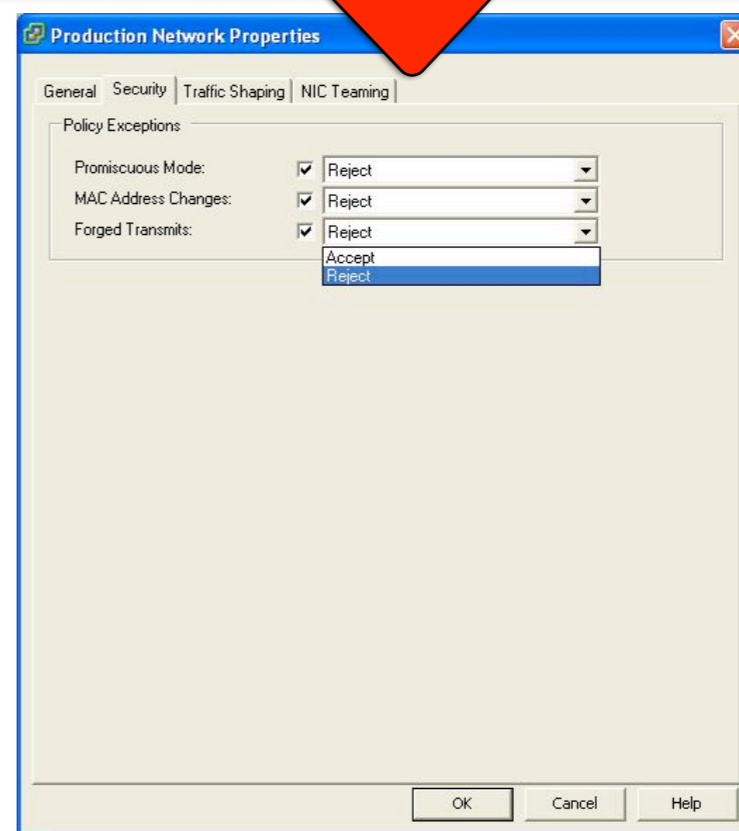 Production Network Properties
General Security Traffic Shaping NIC Teaming
Policy Exceptions
Promiscuous Mode: Reject
MAC Address Changes: Reject
Forged Transmits: Reject
Accept
Reject
OK Cancel Help